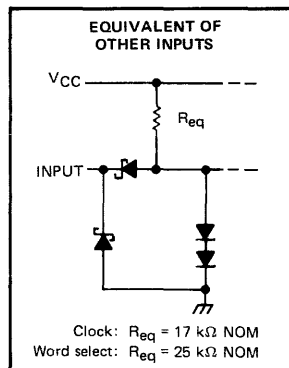 EQUIVALENT OF
OTHER INPUTS
VCC
Req
INPUT
Clock: Req = 17 kΩ NOM
Word select: Req = 25 kΩ NOM